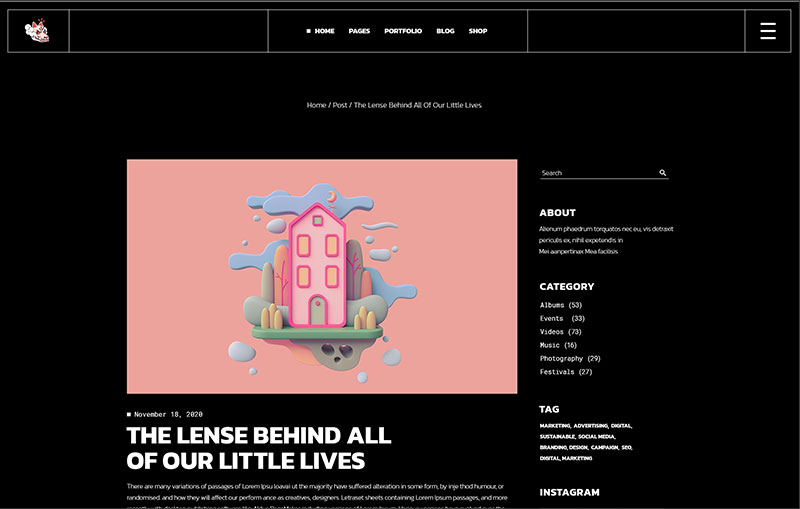 HOME PAGES PORTFOLIO BLOG SHOP
Home / Post / The Lense Behind All Of Our Little Lives
Search
ABOUT
Alienum phaedrum torquatos nec eu, vis detraxit
periculis ex, nihil expetendis in
Mei aanpertinax Mea facilisis
CATEGORY
Albums (53)
Events (33)
Videos (73)
Music (16)
Photography (29)
Festivals (27)
November 18, 2020
THE LENSE BEHIND ALL
OF OUR LITTLE LIVES
TAG
MARKETING, ADVERTISING, DIGITAL,
SUSTAINABLE, SOCIAL MEDIA,
BRANDING, DESIGN, CAMPAIGN, SEO,
DIGITAL, MARKETING
There are many variations of passages of Lorem Ipsu loavai ut the majority have suffered alteration in some form, by inje thod humour, or
randomised, and how they will affect our perform ance as creatives, designers. Letraset sheets containing Lorem Ipsum passages, and more
INSTAGRAM